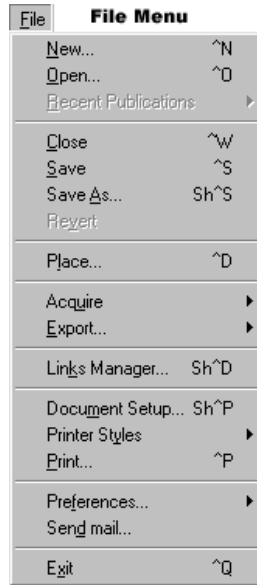 File File Menu
New... ^N
Open... ^O
Recent Publications
Close ^W
Save ^S
Save As... Sh^S
Revert
Place... ^D
Acquire
Export...
Links Manager... Sh^D
Document Setup... Sh^P
Printer Styles
Print... ^P
Preferences...
Send mail...
Exit ^Q